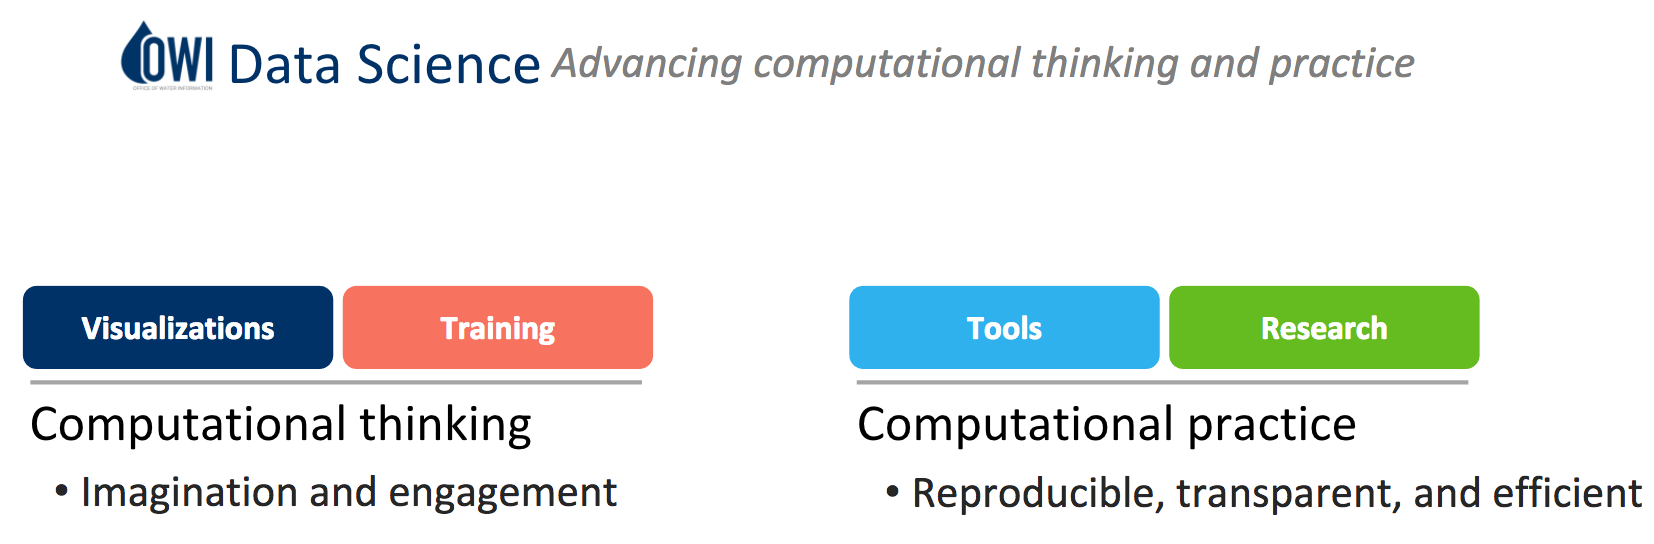 OWI Data Science Advancing computational thinking and practice
OFFICE OF WATER INFORMATION
Visualizations Training Tools Research
Computational thinking
• Imagination and engagement
Computational practice
• Reproducible, transparent, and efficient